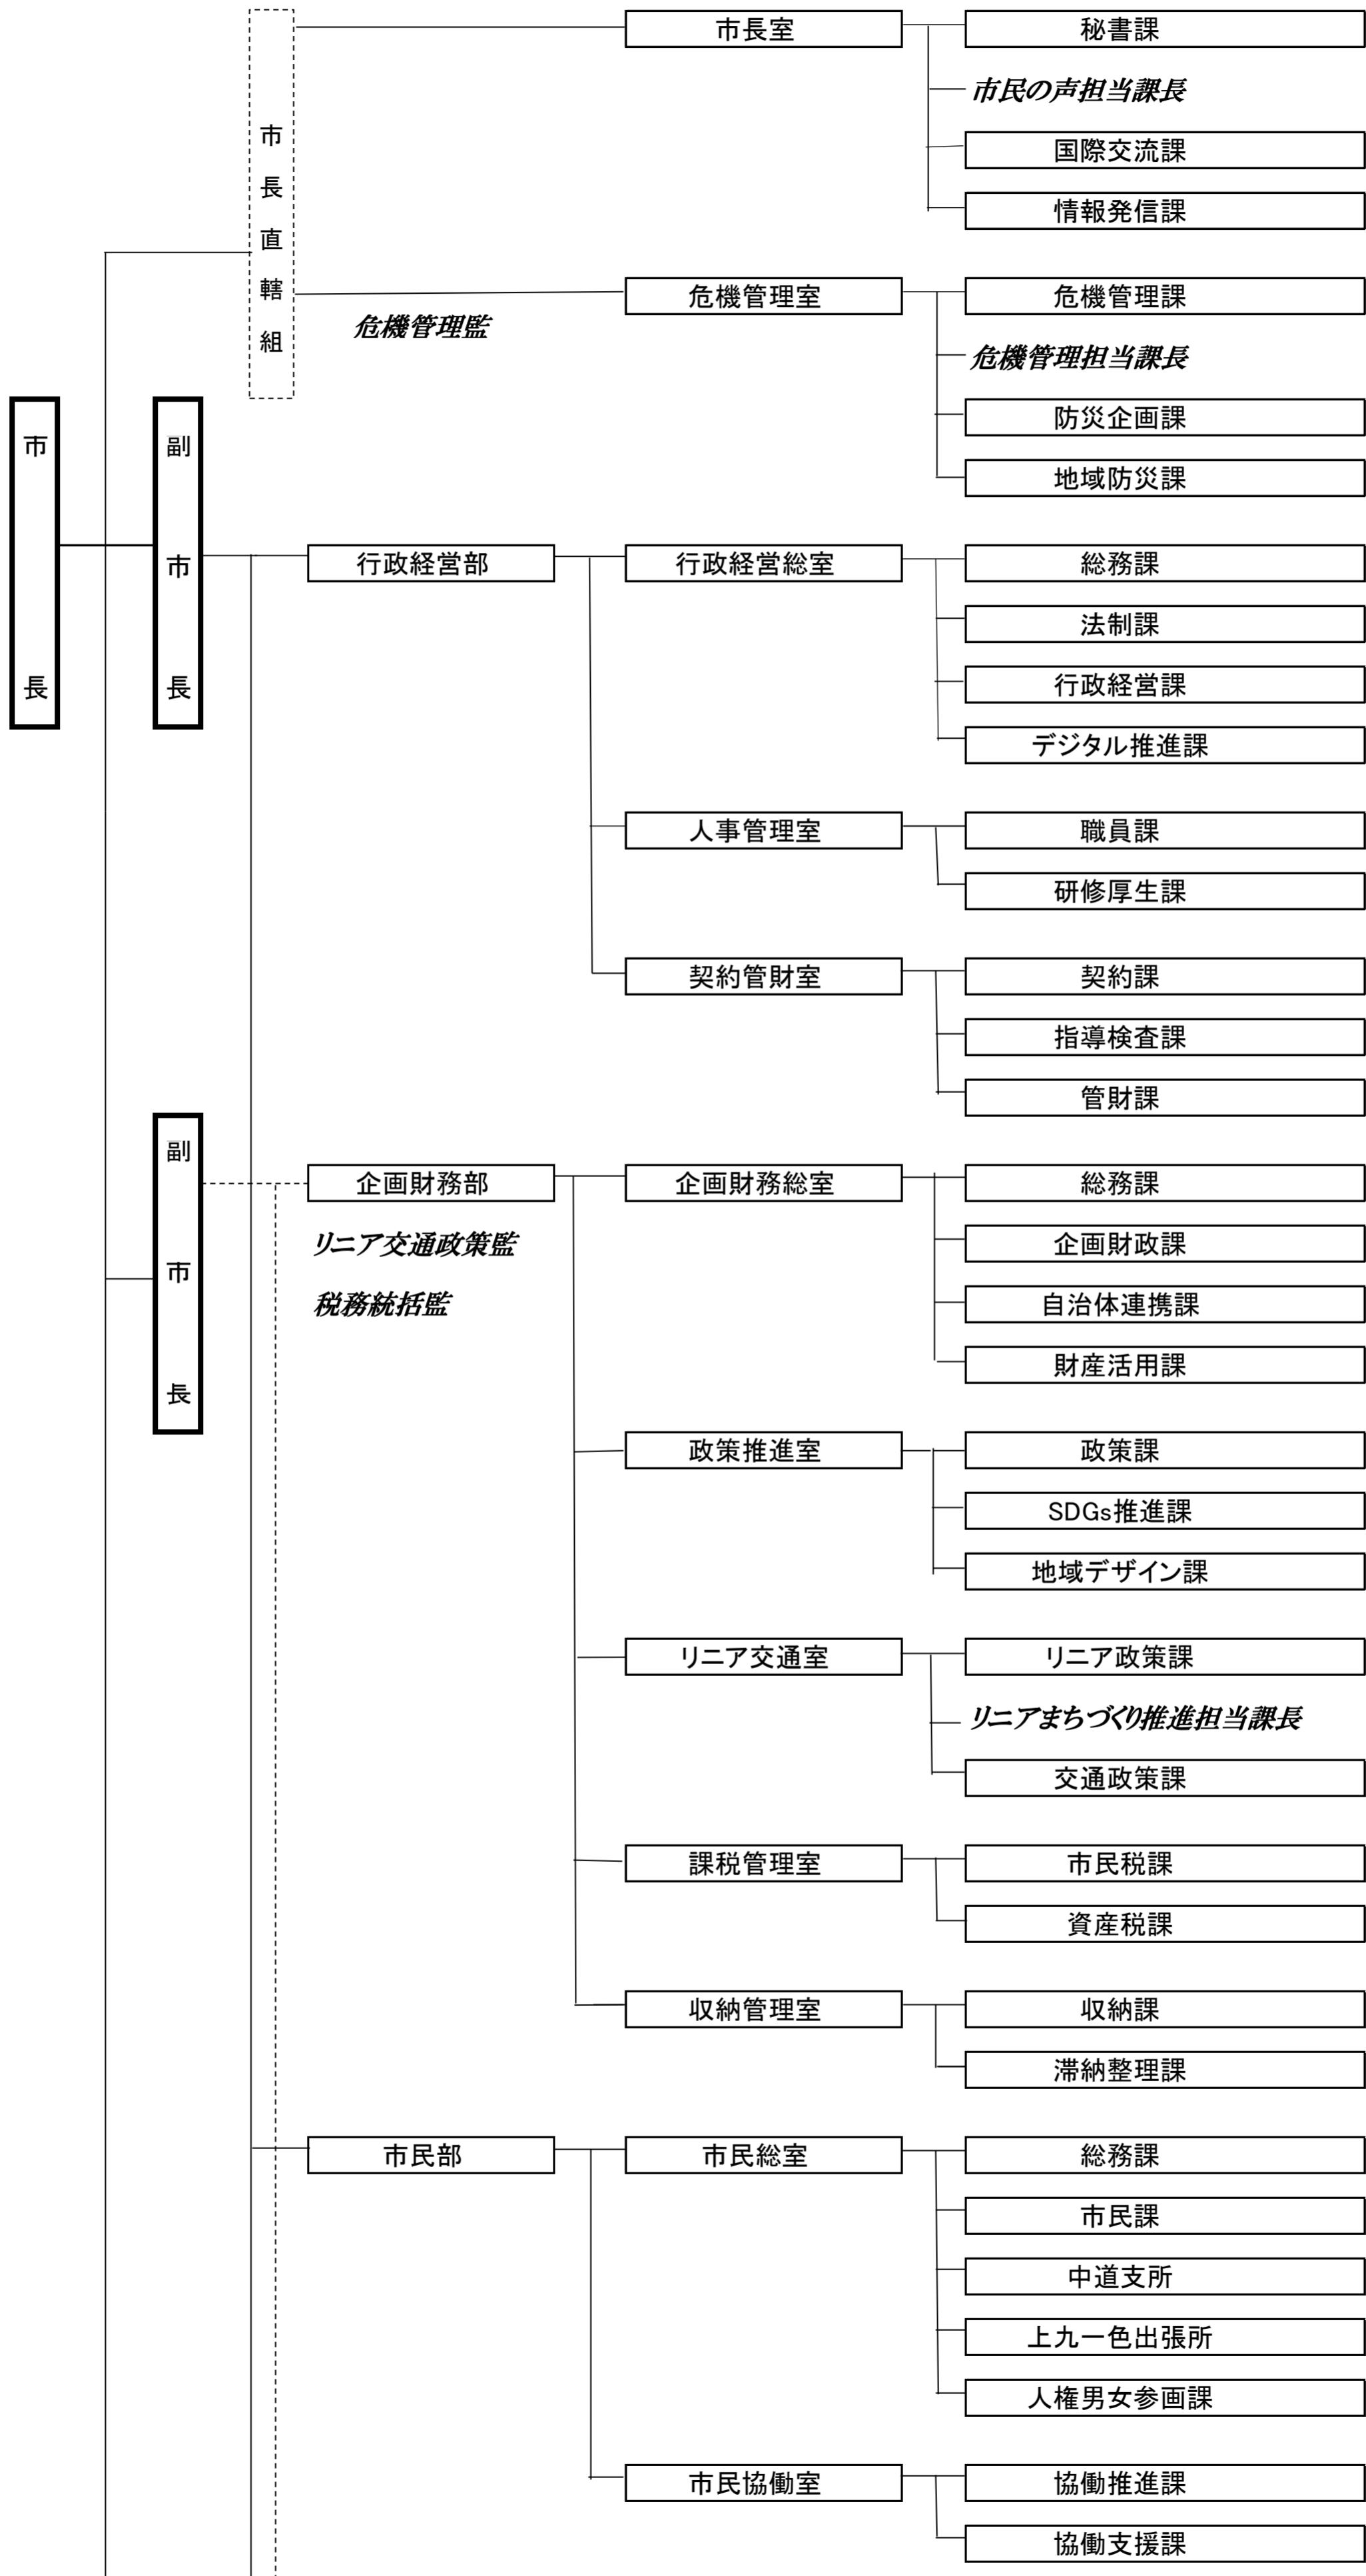 市長直轄組
市長室
秘書課
市民の声担当課長
国際交流課
情報発信課
危機管理監
危機管理室
危機管理課
危機管理担当課長
防災企画課
地域防災課
市長
副市長
行政経営部
行政経営総室
総務課
法制課
行政経営課
デジタル推進課
人事管理室
職員課
研修厚生課
契約管財室
契約課
指導検査課
管財課
副市長
企画財務部
リニア交通政策監
税務統括監
企画財務総室
総務課
企画財政課
自治体連携課
財産活用課
政策推進室
政策課
SDGs推進課
地域デザイン課
リニア交通室
リニア政策課
リニアまちづくり推進担当課長
交通政策課
課税管理室
市民税課
資産税課
収納管理室
収納課
滞納整理課
市民部
市民総室
総務課
市民課
中道支所
上九一色出張所
人権男女参画課
市民協働室
協働推進課
協働支援課